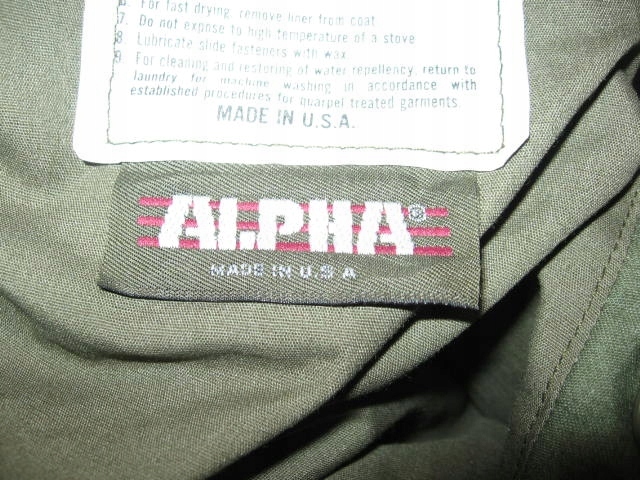 6. For fast drying, remove liner from coat
7. Do not expose to high temperature of a stove
8. Lubricate slide fasteners with wax
9. For cleaning and restoring of water repellency, return to
laundry for machine washing in accordance with
established procedures for quarpel treated garments.
MADE IN U.S.A.
ALPHA®
MADE IN U.S A